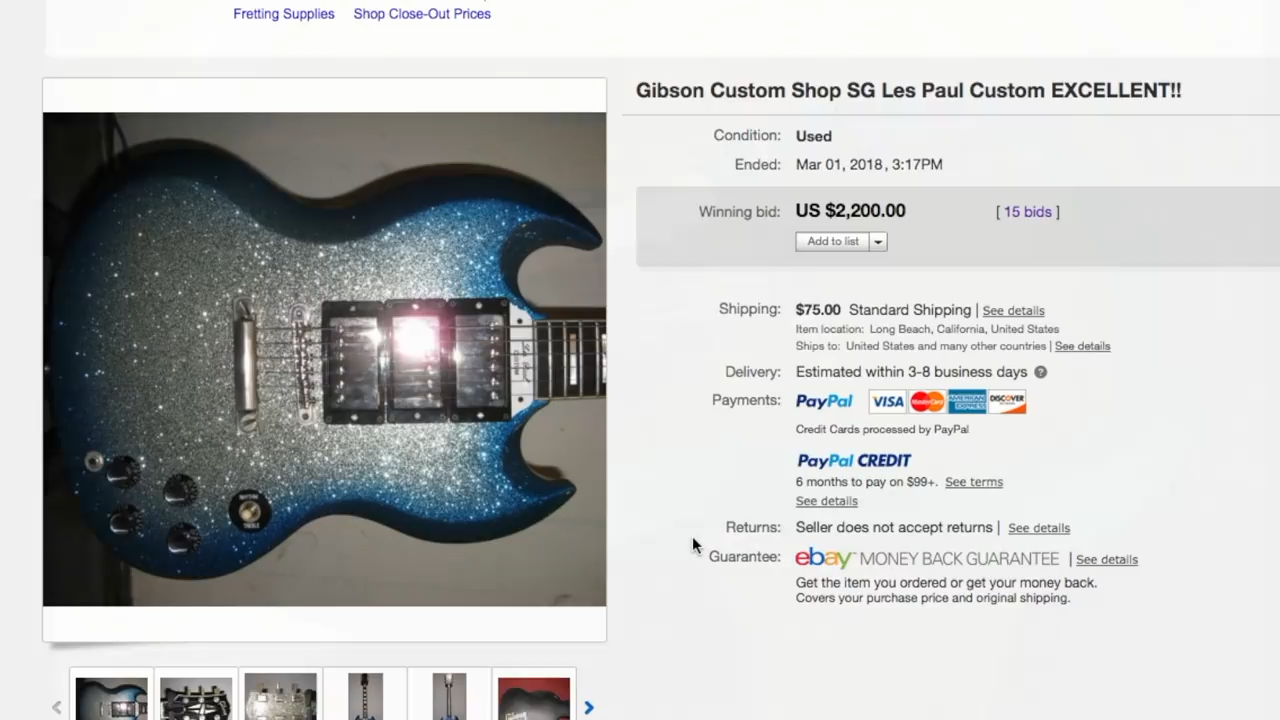 Fretting Supplies Shop Close-Out Prices
Gibson Custom Shop SG Les Paul Custom EXCELLENT!!
Condition: Used
Ended: Mar 01, 2018 , 3:17PM
Winning bid: US $2,200.00 [ 15 bids ]
Add to list
Shipping: $75.00 Standard Shipping | See details
Item location: Long Beach, California, United States
Ships to: United States and many other countries | See details
Delivery: Estimated within 3-8 business days ?
Payments: PayPal VISA MasterCard AMERICAN EXPRESS DISCOVER
Credit Cards processed by PayPal
PayPal CREDIT
6 months to pay on $99+. See terms
See details
Returns: Seller does not accept returns | See details
Guarantee: ebay MONEY BACK GUARANTEE | See details
Get the item you ordered or get your money back.
Covers your purchase price and original shipping.
RHYTHM
TREBLE